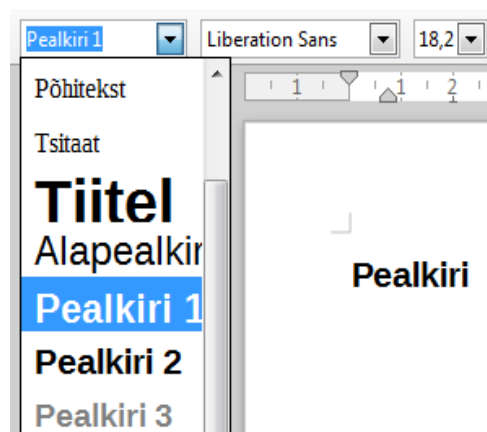 Pealkiri 1 Liberation Sans 18,2
Põhitekst
1 1 2
Tsitaat
Tiitel
Alapealkir
Pealkiri 1
Pealkiri
Pealkiri 2
Pealkiri 3